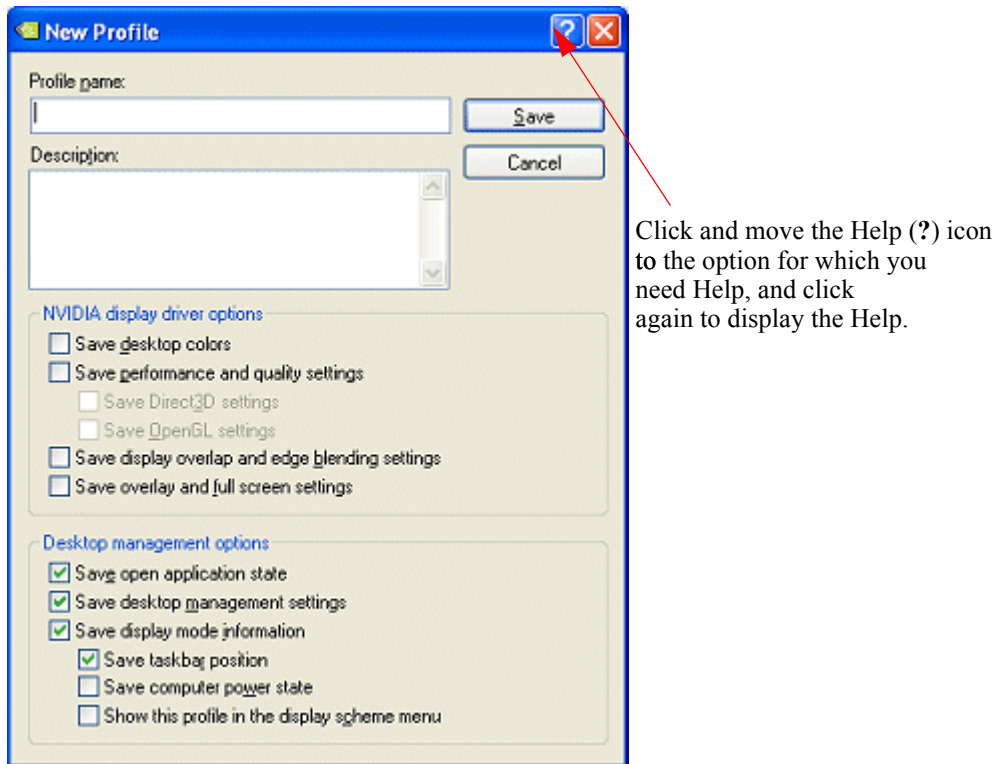 New Profile
?
Profile name:
Save
Description:
Cancel
Click and move the Help (?) icon
to the option for which you
need Help, and click
again to display the Help.
NVIDIA display driver options
Save desktop colors
Save performance and quality settings
Save Direct3D settings
Save OpenGL settings
Save display overlap and edge blending settings
Save overlay and full screen settings
Desktop management options
Save open application state
Save desktop management settings
Save display mode information
Save taskbar position
Save computer power state
Show this profile in the display scheme menu